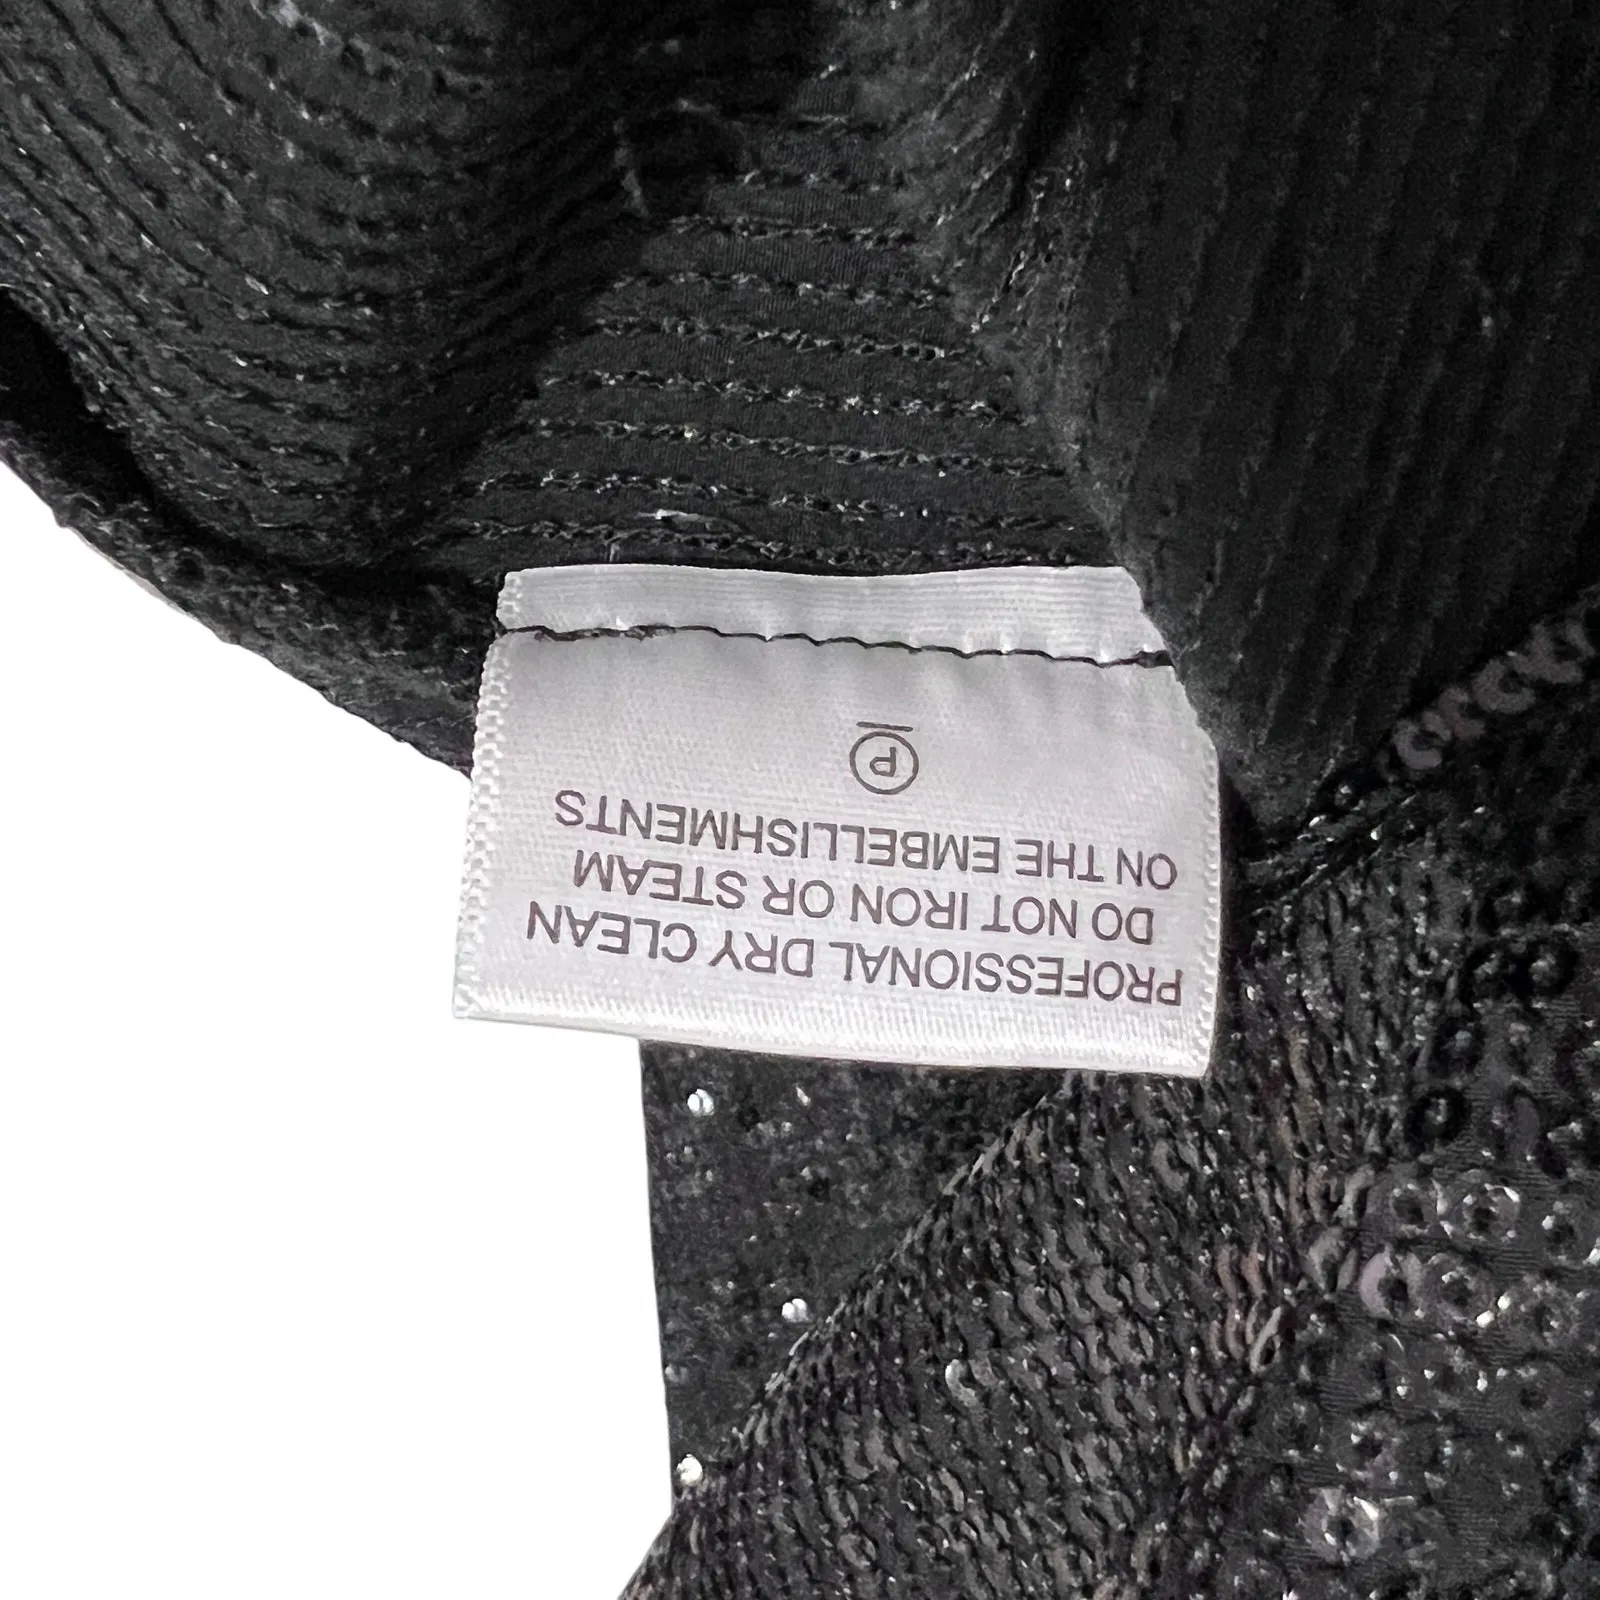 PROFESSIONAL DRY CLEAN
DO NOT IRON OR STEAM
ON THE EMBELLISHMENTS
P